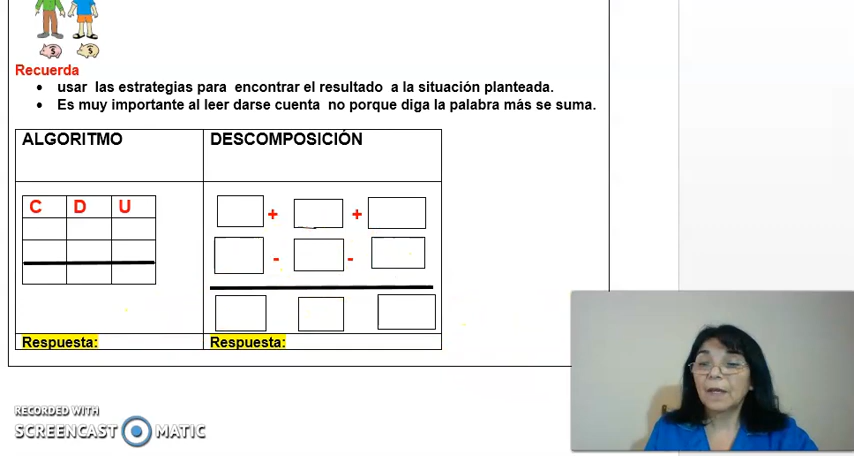 $ $
Recuerda
• usar las estrategias para encontrar el resultado a la situación planteada.
• Es muy importante al leer darse cuenta no porque diga la palabra más se suma.
ALGORITMO
DESCOMPOSICIÓN
C D U
+ +
- -
Respuesta:
Respuesta:
RECORDED WITH
SCREENCAST MATIC